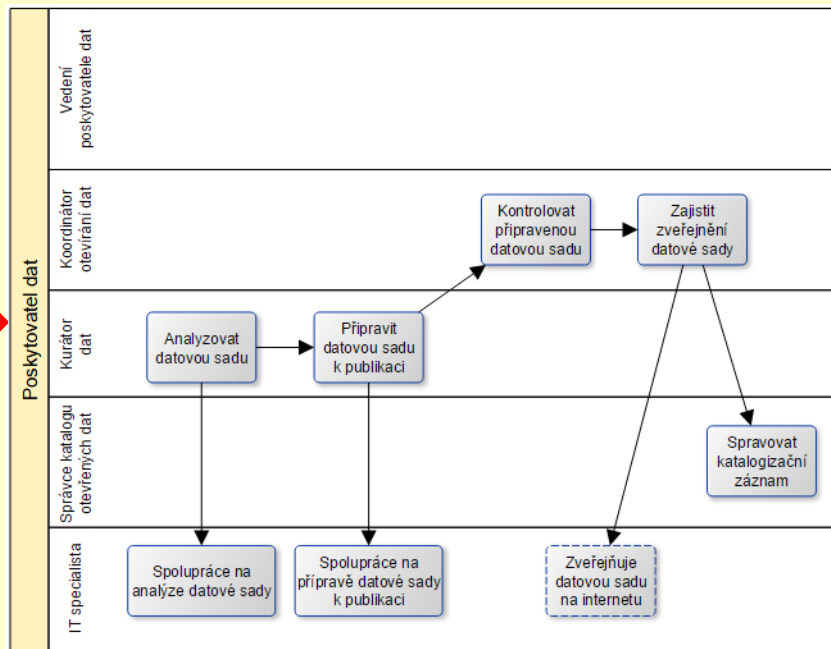 Poskytovatel dat
Vedení
poskytovatele dat
Koordinátor
otevírání dat
Kontrolovat
připravenou
datovou sadu
Zajistit
zveřejnění
datové sady
Kurátor
dat
Analyzovat
datovou sadu
Připravit
datovou sadu
k publikaci
Správce katalogu
otevřených dat
Spravovat
katalogizační
záznam
IT specialista
Spolupráce na
analýze datové sady
Spolupráce na
přípravě datové sady
k publikaci
Zveřejňuje
datovou sadu
na internetu